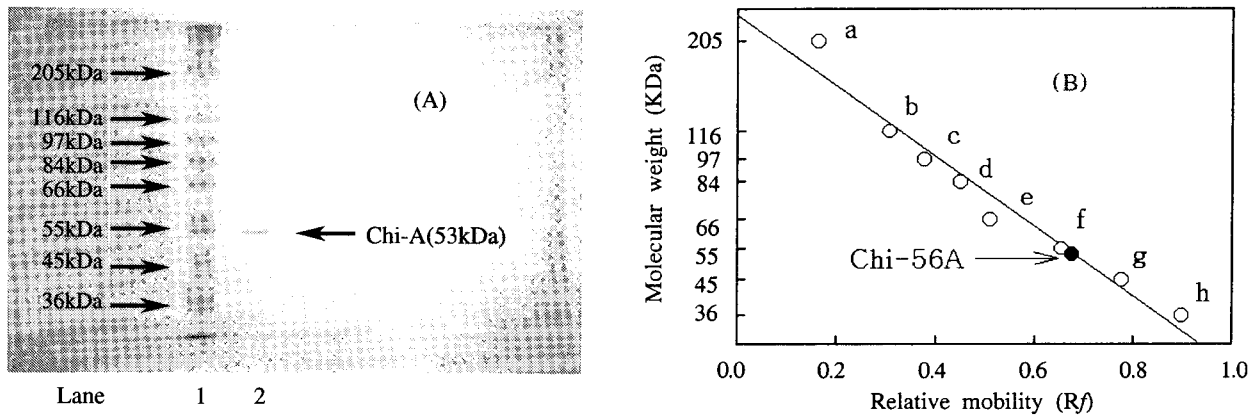 (A)
205kDa
116kDa
97kDa
84kDa
66kDa
55kDa
45kDa
36kDa
Chi-A(53kDa)
Lane 1 2
(B)
Molecular weight (KDa)
205
116
97
84
66
55
45
36
a
b
c
d
e
f
g
h
Chi-56A
0.0 0.2 0.4 0.6 0.8 1.0
Relative mobility (Rf)